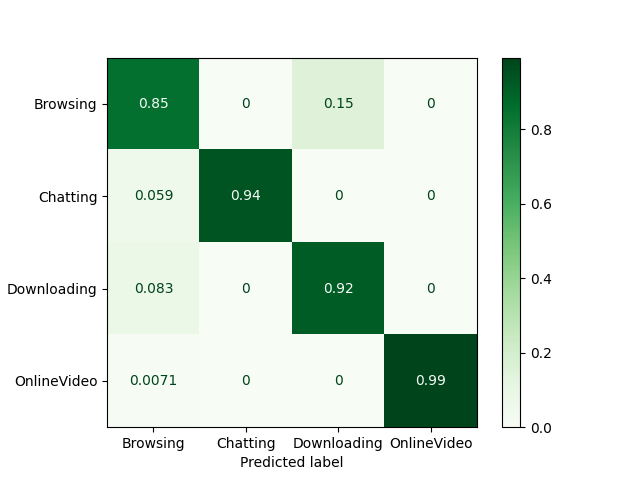 Browsing 0.85 0 0.15 0
Chatting 0.059 0.94 0 0
Downloading 0.083 0 0.92 0
OnlineVideo 0.0071 0 0 0.99
Browsing Chatting Downloading OnlineVideo
Predicted label
0.8
0.6
0.4
0.2
0.0